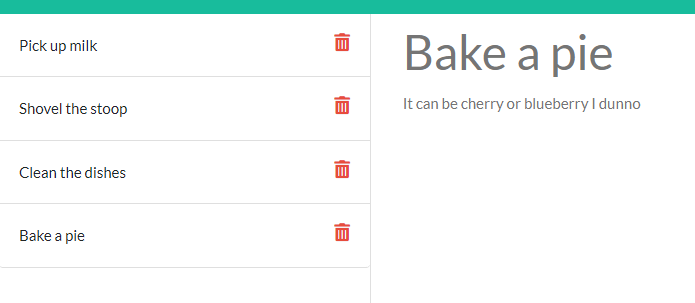 Pick up milk
Shovel the stoop
Clean the dishes
Bake a pie
Bake a pie
It can be cherry or blueberry I dunno